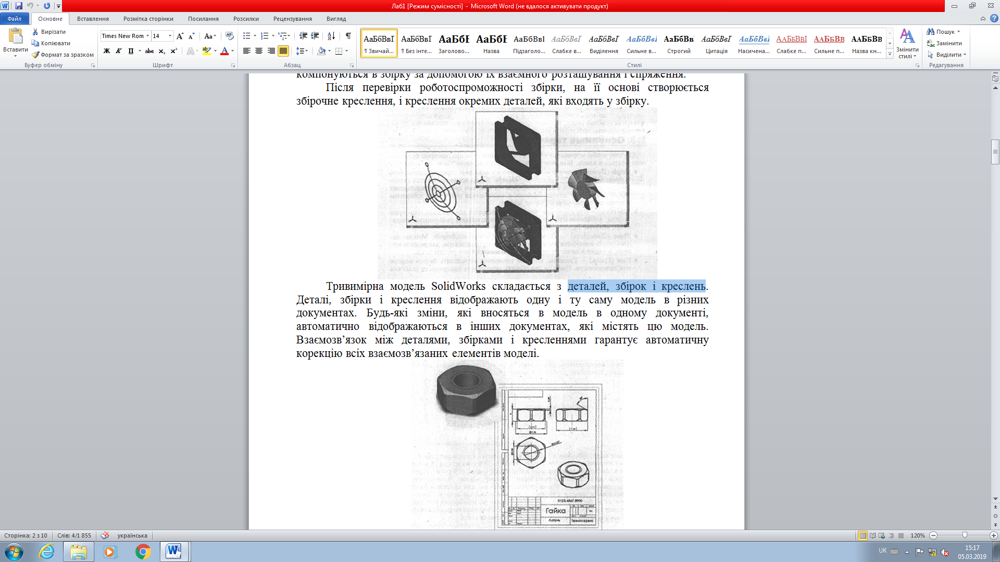 Лаб1 [Режим сумісності] - Microsoft Word (не вдалося активувати продукт)
Файл Основне Вставлення Розмітка сторінки Посилання Розсилки Рецензування Вигляд
Вставити
Вирізати
Копіювати
Формат за зразком
Буфер обміну
Times New Rom 14
Шрифт
Абзац
АаБбВвІ АаБбВвІ АаБбІ АаБбІ АаБбВвІ АаБбВвІ АаБбВвІ АаБбВвІ АаБбВв АаБбВвІ АаБбВвІ АаБбВвІ АаБбВв АаБбВв
¶ Звичай... ¶ Без інте... Заголово... Назва Підзаголо... Слабке в... Виділення Сильне в... Строгий Цитація Насичена... Слабке п... Сильне п... Назва кн...
Стилі
Змінити стилі
Пошук
Замінити
Виділити
Редагування
компонуються в збірку за допомогою їх взаємного розташування і спряження.
Після перевірки роботоспроможності збірки, на її основі створюється
збірочне креслення, і креслення окремих деталей, які входять у збірку.
Тривимірна модель SolidWorks складається з деталей, збірок і креслень.
Деталі, збірки і креслення відображають одну і ту саму модель в різних
документах. Будь-які зміни, які вносяться в модель в одному документі,
автоматично відображаються в інших документах, які містять цю модель.
Взаємозв’язок між деталями, збірками і кресленнями гарантує автоматичну
корекцію всіх взаємозв’язаних елементів моделі.
0123.4567.8900
Гайка
Латунь Техносервис
Сторінка: 2 з 10 Слів: 4/1 855 українська 120%
UK 15:17
05.03.2019